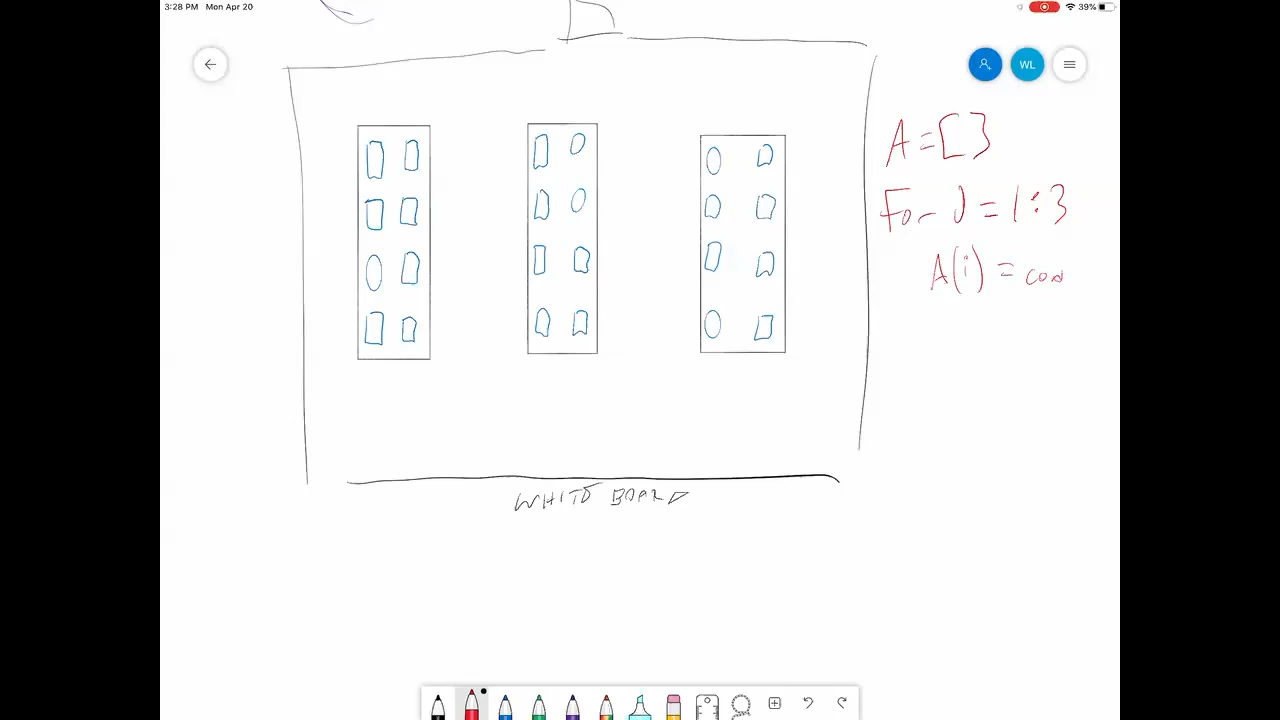 3:28 PM Mon Apr 20
39%
WL
A = []
For i = 1:3
A(i) = con
WHITE BOARD